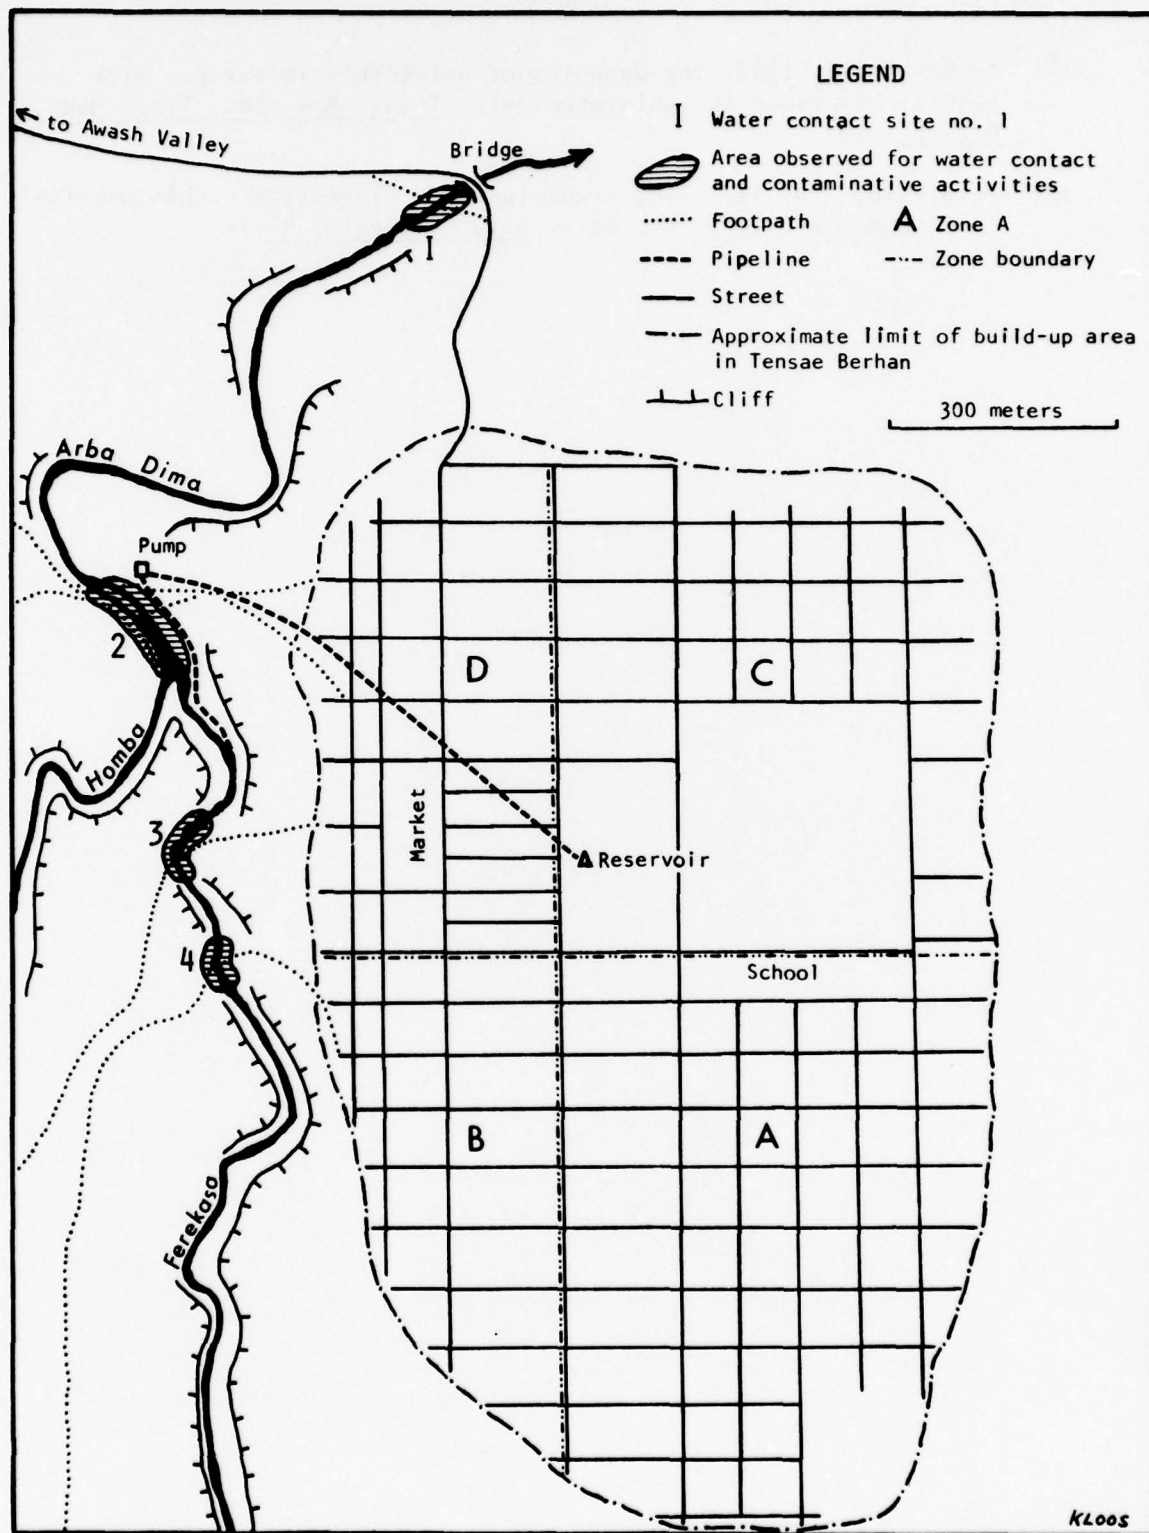 LEGEND
I Water contact site no. 1
Area observed for water contact
and contaminative activities
Footpath
A Zone A
Pipeline
Zone boundary
Street
Approximate limit of build-up area
in Tensae Berhan
Cliff
300 meters
to Awash Valley
Bridge
I
Arba Dima
Pump
2
D
C
Homba
3
Market
Reservoir
4
School
B
A
Ferekasa
KLOOS